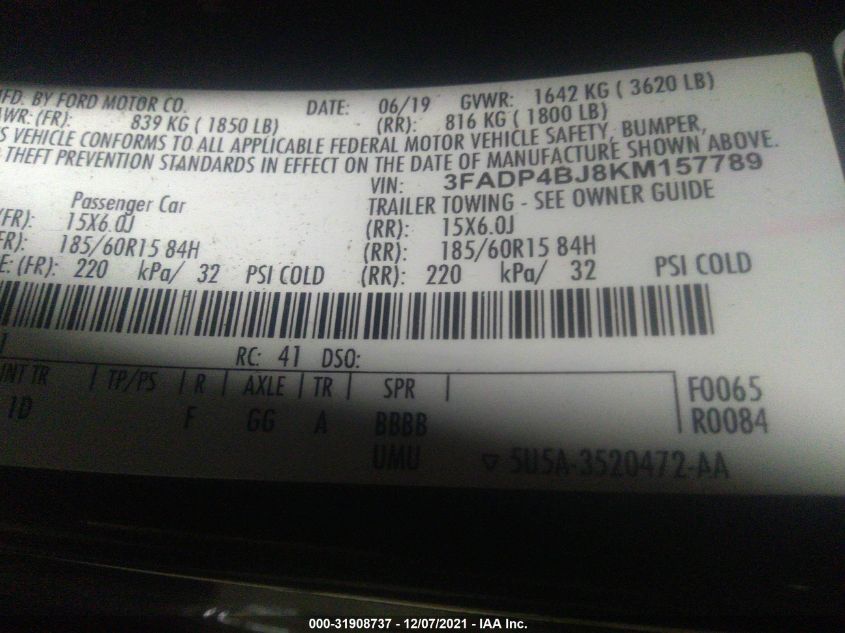 MFD. BY FORD MOTOR CO. DATE: 06/19 GVWR: 1642 KG ( 3620 LB)
AWR: (FR): 839 KG ( 1850 LB) (RR): 816 KG ( 1800 LB)
S VEHICLE CONFORMS TO ALL APPLICABLE FEDERAL MOTOR VEHICLE SAFETY, BUMPER,
THEFT PREVENTION STANDARDS IN EFFECT ON THE DATE OF MANUFACTURE SHOWN ABOVE.
VIN: 3FADP4BJ8KM157789
Passenger Car TRAILER TOWING - SEE OWNER GUIDE
(FR): 15X6.0J (RR): 15X6.0J
FR): 185/60R15 84H (RR): 185/60R15 84H
E: (FR): 220 kPa/ 32 PSI COLD (RR): 220 kPa/ 32 PSI COLD
RC: 41 DSO:
INT TR TP/PS R AXLE TR SPR F0065
1D F GG A BBBB R0084
UMU ▽ 5U5A-3520472-AA
000-31908737 - 12/07/2021 - IAA Inc.